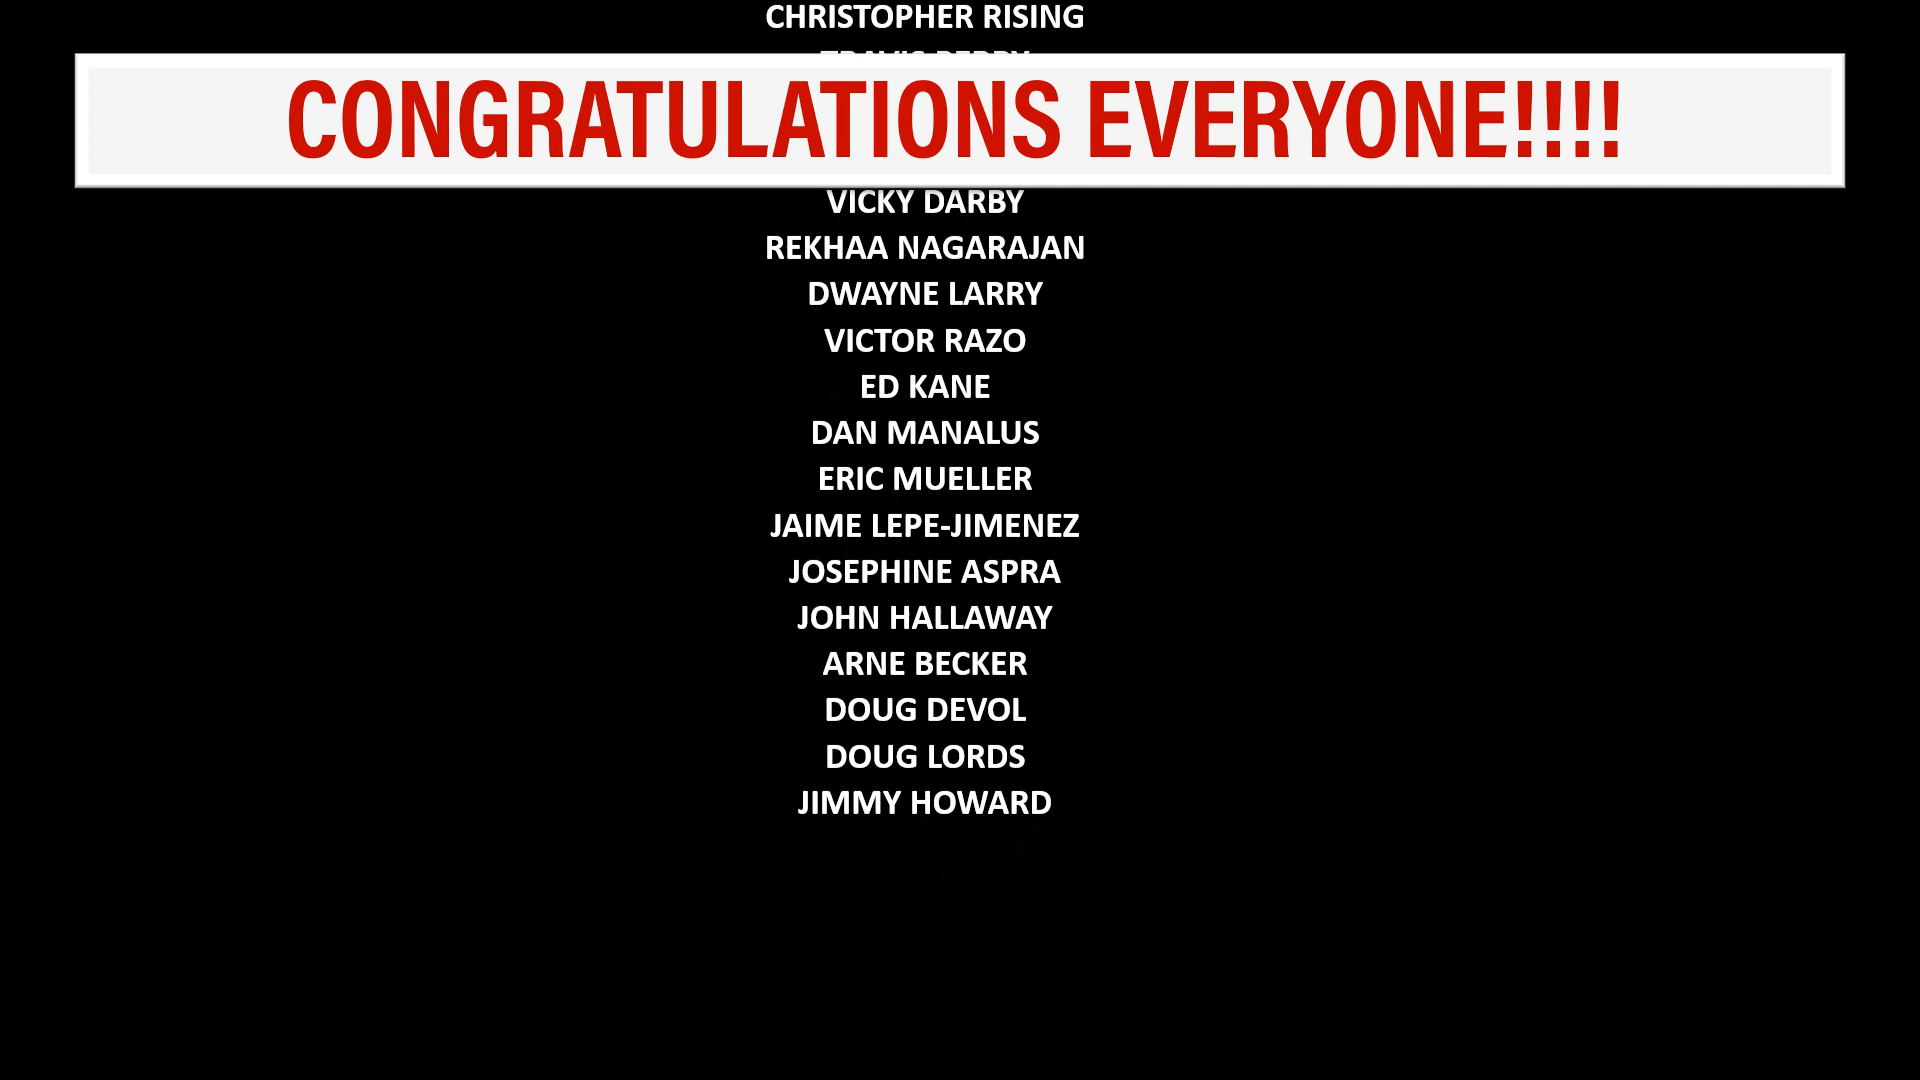 CHRISTOPHER RISING
CONGRATULATIONS EVERYONE!!!!
VICKY DARBY
REKHAA NAGARAJAN
DWAYNE LARRY
VICTOR RAZO
ED KANE
DAN MANALUS
ERIC MUELLER
JAIME LEPE-JIMENEZ
JOSEPHINE ASPRA
JOHN HALLAWAY
ARNE BECKER
DOUG DEVOL
DOUG LORDS
JIMMY HOWARD